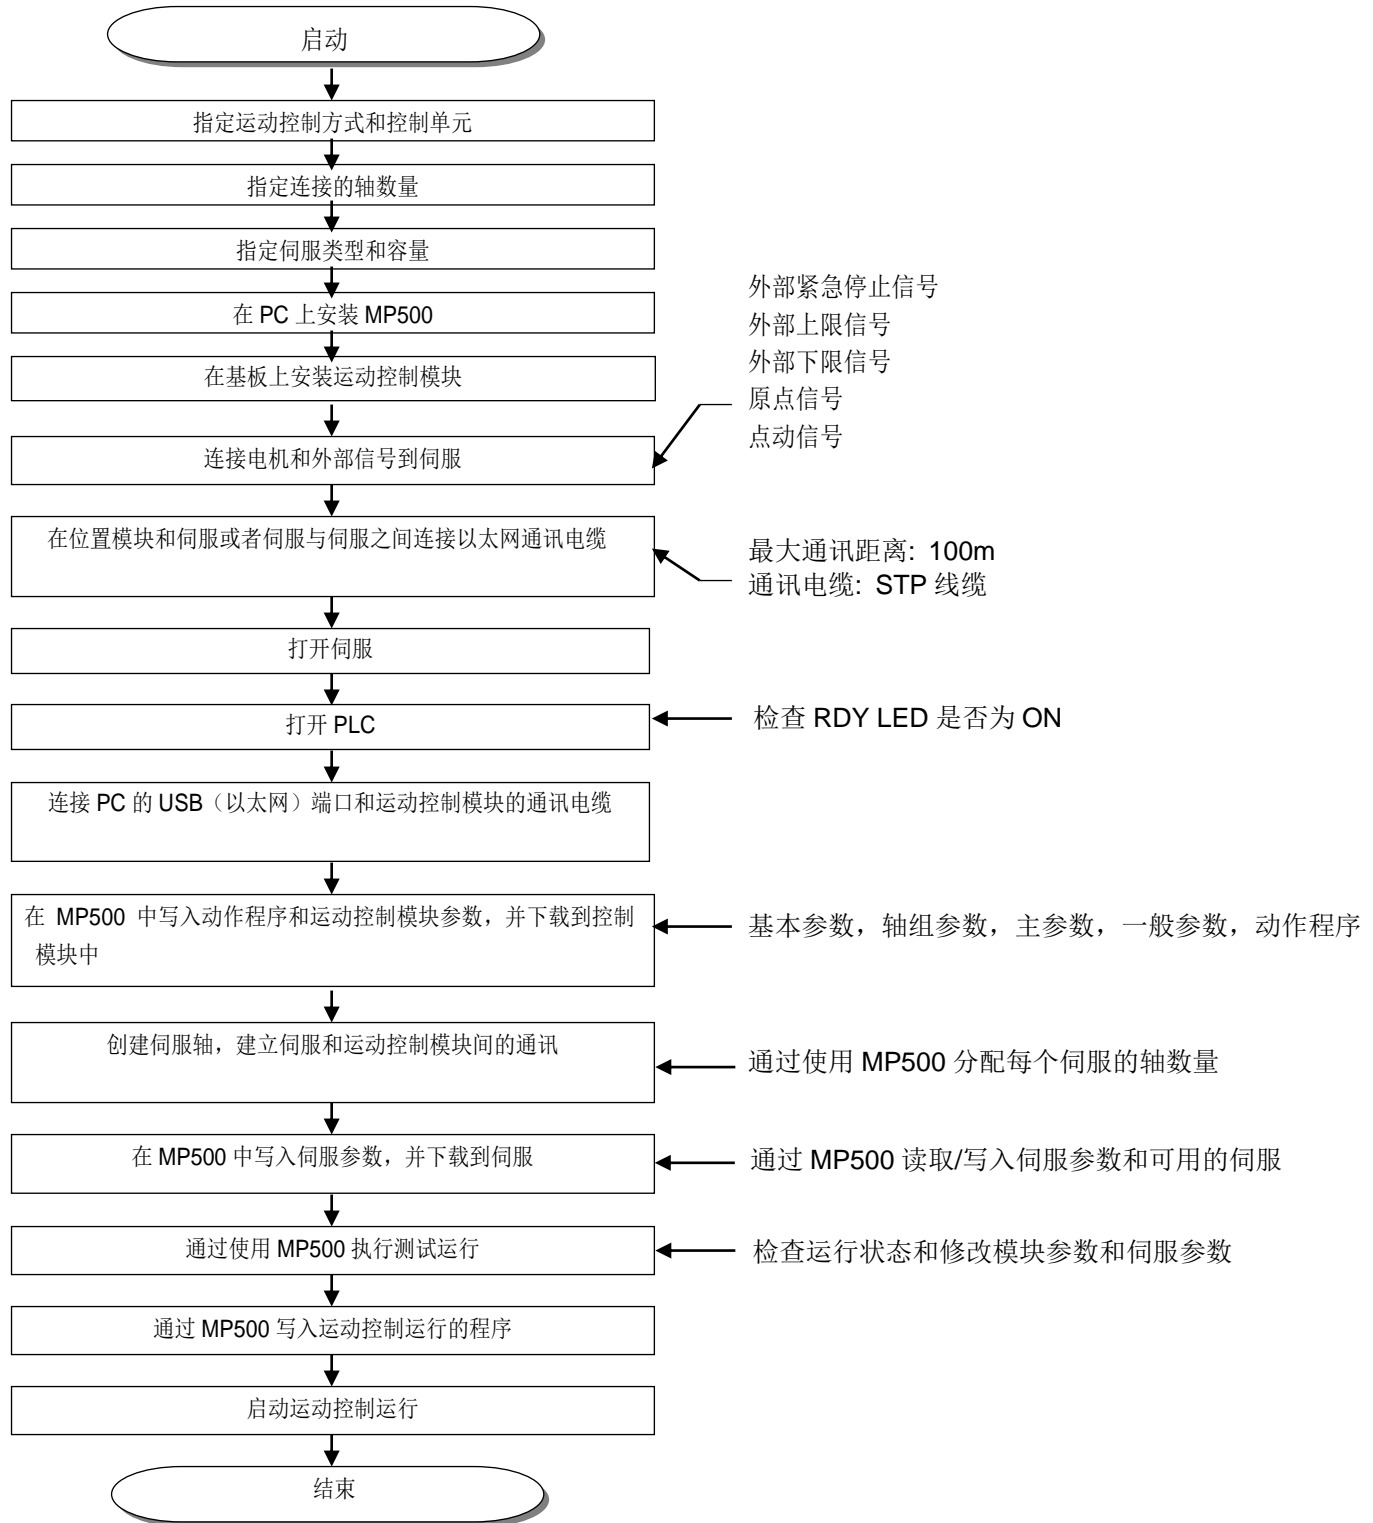 启动
指定运动控制方式和控制单元
指定连接的轴数量
指定伺服类型和容量
在 PC 上安装 MP500
在基板上安装运动控制模块
外部紧急停止信号
外部上限信号
外部下限信号
原点信号
点动信号
连接电机和外部信号到伺服
在位置模块和伺服或者伺服与伺服之间连接以太网通讯电缆
最大通讯距离: 100m
通讯电缆: STP 线缆
打开伺服
打开 PLC
检查 RDY LED 是否为 ON
连接 PC 的 USB（以太网）端口和运动控制模块的通讯电缆
在 MP500 中写入动作程序和运动控制模块参数，并下载到控制
模块中
基本参数，轴组参数，主参数，一般参数，动作程序
创建伺服轴，建立伺服和运动控制模块间的通讯
通过使用 MP500 分配每个伺服的轴数量
在 MP500 中写入伺服参数，并下载到伺服
通过 MP500 读取/写入伺服参数和可用的伺服
通过使用 MP500 执行测试运行
检查运行状态和修改模块参数和伺服参数
通过 MP500 写入运动控制运行的程序
启动运动控制运行
结束